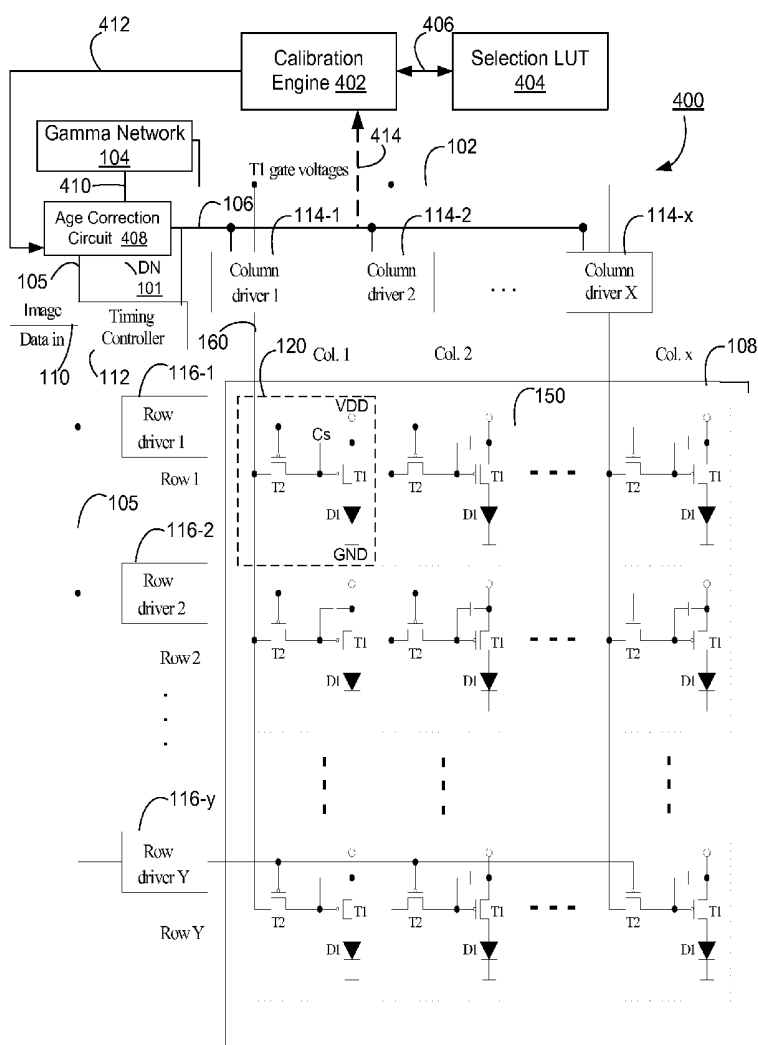 412
406
Calibration
Engine 402
Selection LUT
404
400
Gamma Network
104
410
414
102
T1 gate voltages
Age Correction
Circuit 408
106
114-1
114-2
114-x
105
DN
101
Column
driver 1
Column
driver 2
...
Column
driver X
Image
Data in
Timing
Controller
110
112
160
120
Col. 1
Col. 2
Col. x
108
116-1
150
Row
driver 1
Row 1
VDD
Cs
T2
T1
D1
GND
T2
T1
D1
T2
T1
D1
105
116-2
Row
driver 2
Row 2
T2
T1
D1
T2
T1
D1
T2
T1
D1
116-y
Row
driver Y
Row Y
T2
T1
D1
T2
T1
D1
T2
T1
D1